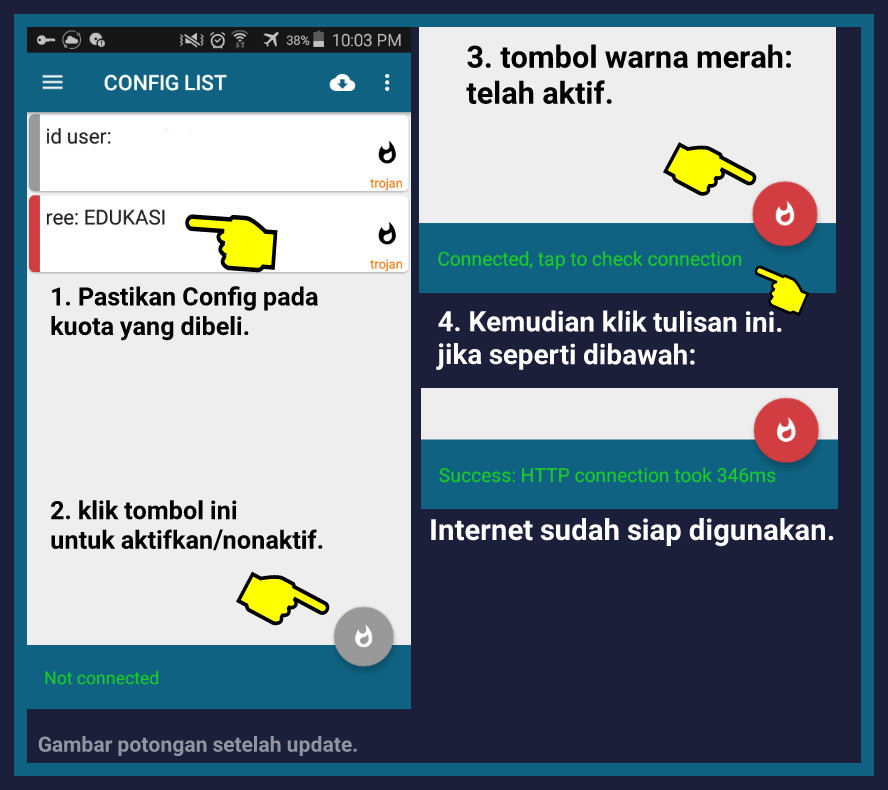 38% 10:03 PM
CONFIG LIST
id user:
trojan
ree: EDUKASI
trojan
1. Pastikan Config pada
kuota yang dibeli.
2. klik tombol ini
untuk aktifkan/nonaktif.
Not connected
Gambar potongan setelah update.
3. tombol warna merah:
telah aktif.
Connected, tap to check connection
4. Kemudian klik tulisan ini.
jika seperti dibawah:
Success: HTTP connection took 346ms
Internet sudah siap digunakan.